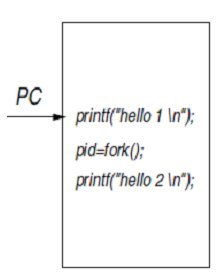 PC
printf("hello 1 \n");
pid=fork();
printf("hello 2 \n");